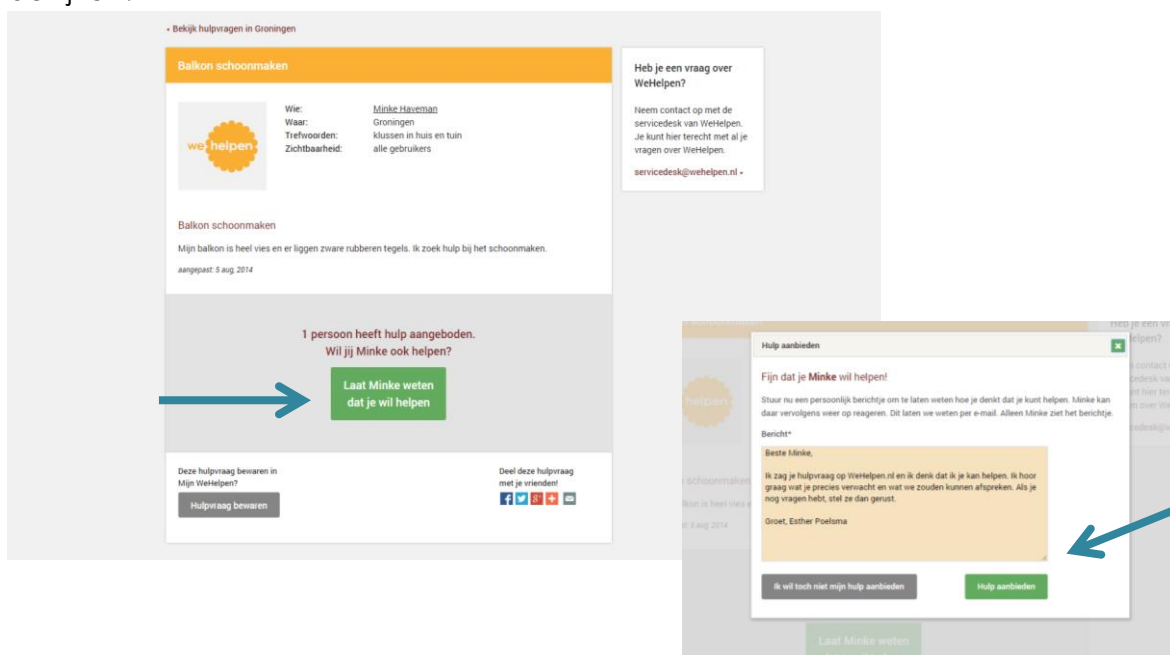 • Bekijk hulpvragen in Groningen
Balkon schoonmaken
we helpen
Wie: Minke Haveman
Waar: Groningen
Trefwoorden: klussen in huis en tuin
Zichtbaarheid: alle gebruikers
Balkon schoonmaken
Mijn balkon is heel vies en er liggen zware rubberen tegels. Ik zoek hulp bij het schoonmaken.
aangepast: 5 aug, 2014
1 persoon heeft hulp aangeboden.
Wil jij Minke ook helpen?
Laat Minke weten
dat je wil helpen
Deze hulpvraag bewaren in
Mijn WeHelpen?
Hulpvraag bewaren
Deel deze hulpvraag
met je vrienden!
Heb je een vraag over
WeHelpen?
Neem contact op met de
servicedesk van WeHelpen.
Je kunt hier terecht met al je
vragen over WeHelpen.
servicedesk@wehelpen.nl •
Hulp aanbieden
Fijn dat je Minke wil helpen!
Stuur nu een persoonlijk berichtje om te laten weten hoe je denkt dat je kunt helpen. Minke kan
daar vervolgens weer op reageren. Dit laten we weten per e-mail. Alleen Minke ziet het berichtje.
Bericht*
Beste Minke,
Ik zag je hulpvraag op WeHelpen.nl en ik denk dat ik je kan helpen. Ik hoor
graag wat je precies verwacht en wat we zouden kunnen afspreken. Als je
nog vragen hebt, stel ze dan gerust.
Groet, Esther Poelsma
Ik wil toch niet mijn hulp aanbieden
Hulp aanbieden
Laat Minke weten